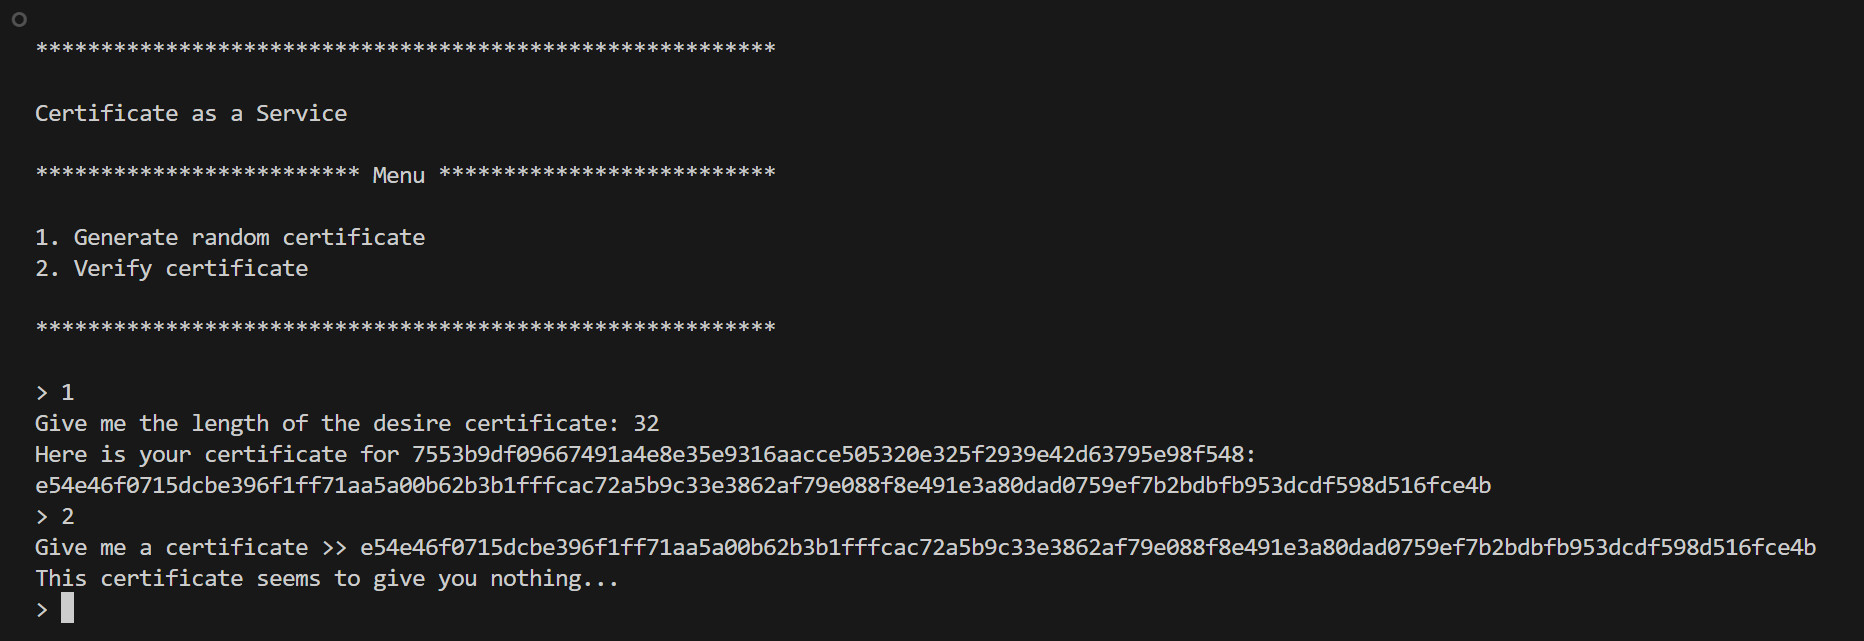 *********************************************************
Certificate as a Service
************************* Menu **************************
1. Generate random certificate
2. Verify certificate
*********************************************************
> 1
Give me the length of the desire certificate: 32
Here is your certificate for 7553b9df09667491a4e8e35e9316aacce505320e325f2939e42d63795e98f548:
e54e46f0715dcbe396f1ff71aa5a00b62b3b1fffcac72a5b9c33e3862af79e088f8e491e3a80dad0759ef7b2bdbfb953dcdf598d516fce4b
> 2
Give me a certificate >> e54e46f0715dcbe396f1ff71aa5a00b62b3b1fffcac72a5b9c33e3862af79e088f8e491e3a80dad0759ef7b2bdbfb953dcdf598d516fce4b
This certificate seems to give you nothing...
>